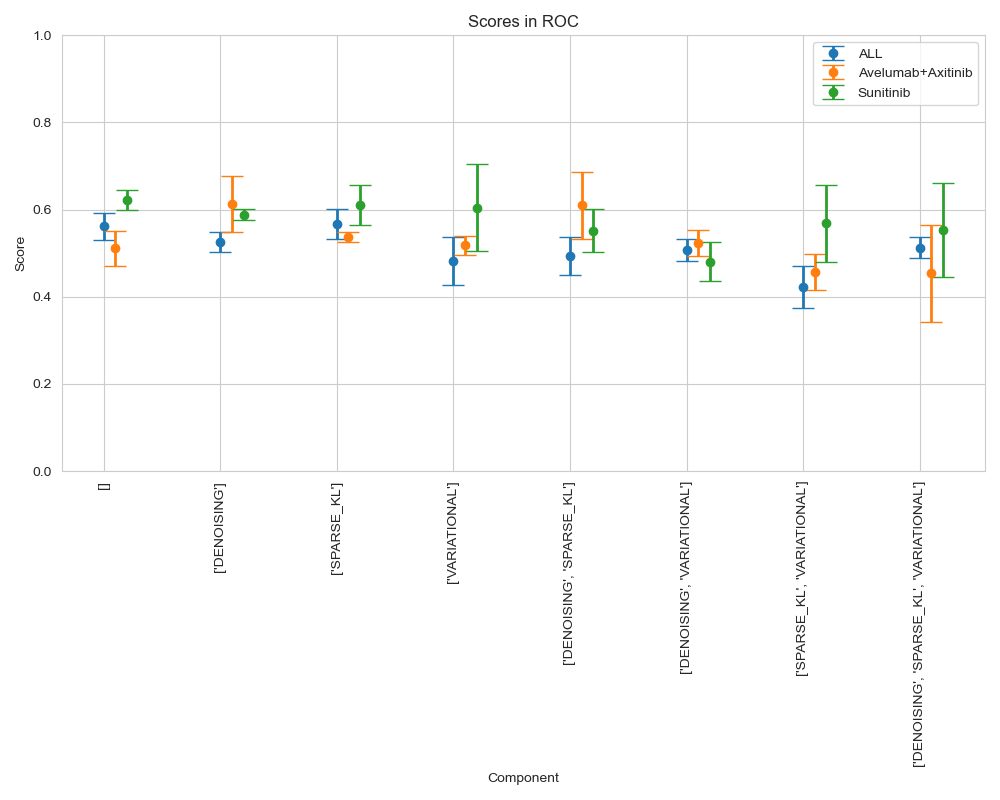 Scores in ROC
1.0
0.8
0.6
0.4
0.2
0.0
Score
ALL
Avelumab+Axitinib
Sunitinib
[]
['DENOISING']
['SPARSE_KL']
['VARIATIONAL']
['DENOISING', 'SPARSE_KL']
['DENOISING', 'VARIATIONAL']
['SPARSE_KL', 'VARIATIONAL']
['DENOISING', 'SPARSE_KL', 'VARIATIONAL']
Component